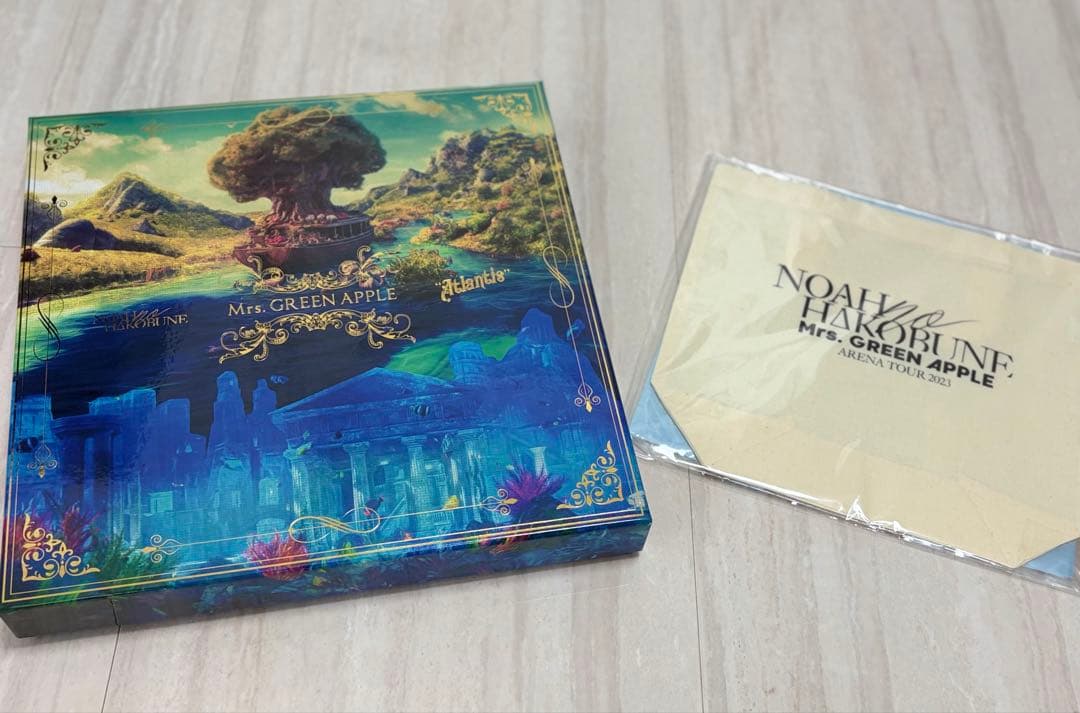 Mrs. GREEN APPLE
"Atlantis"
NOAH no
HAKOBUNE
NOAH no
HAKOBUNE
Mrs. GREEN APPLE
ARENA TOUR 2023